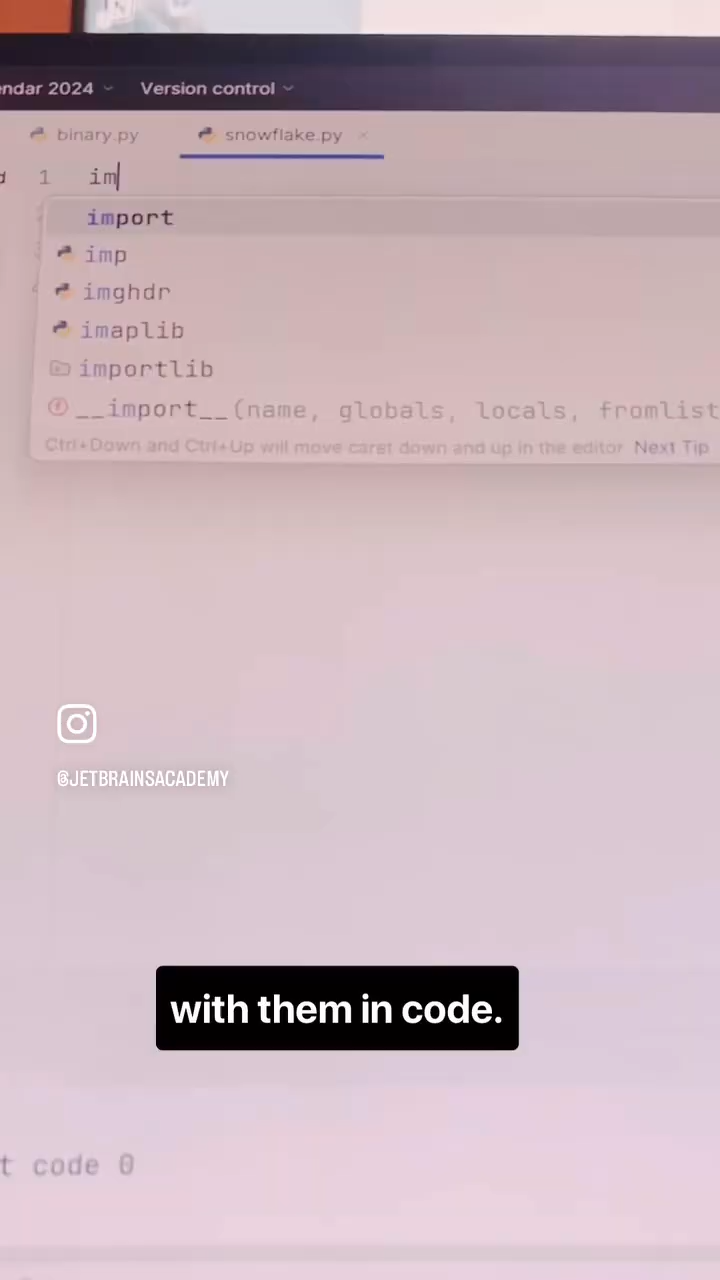 endar 2024 Version control
binary.py snowflake.py
1 im
import
imp
imghdr
imaplib
importlib
__import__(name, globals, locals, fromlist
Ctrl+Down and Ctrl+Up will move caret down and up in the editor Next Tip
@JETBRAINSACADEMY
with them in code.
t code 0